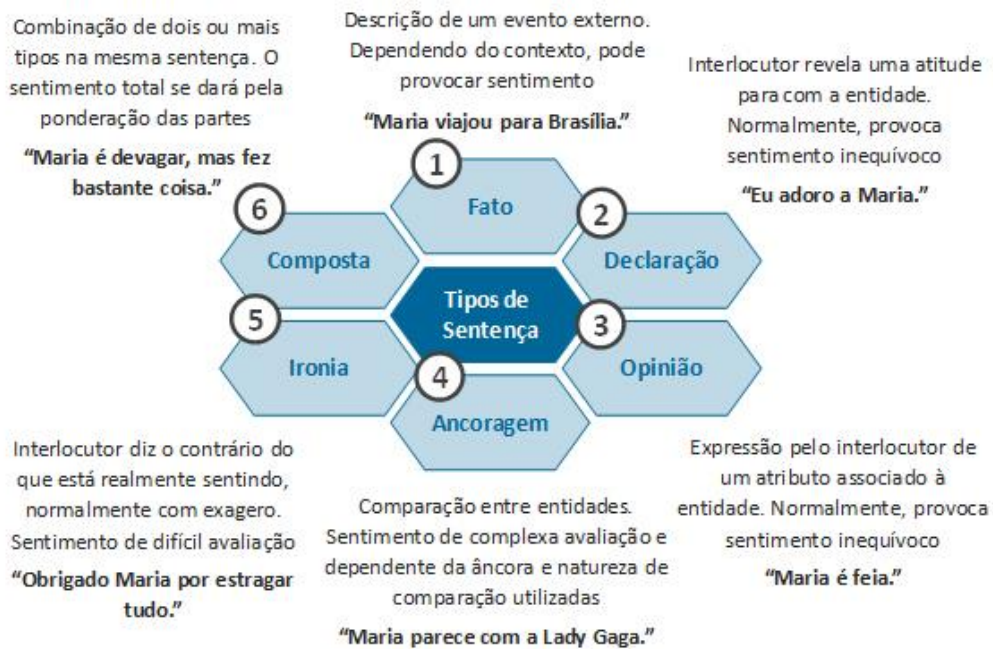 Descrição de um evento externo.
Dependendo do contexto, pode
provocar sentimento
“Maria viajou para Brasília.”
1
Fato
Interlocutor revela uma atitude
para com a entidade.
Normalmente, provoca
sentimento inequívoco
“Eu adoro a Maria.”
2
Declaração
Tipos de
Sentença
3
Opinião
Expressão pelo interlocutor de
um atributo associado à
entidade. Normalmente, provoca
sentimento inequívoco
“Maria é feia.”
4
Ancoragem
Comparação entre entidades.
Sentimento de complexa avaliação e
dependente da âncora e natureza de
comparação utilizadas
“Maria parece com a Lady Gaga.”
5
Ironia
Interlocutor diz o contrário do
que está realmente sentindo,
normalmente com exagero.
Sentimento de difícil avaliação
“Obrigado Maria por estragar
tudo.”
6
Composta
Combinação de dois ou mais
tipos na mesma sentença. O
sentimento total se dará pela
ponderação das partes
“Maria é devagar, mas fez
bastante coisa.”